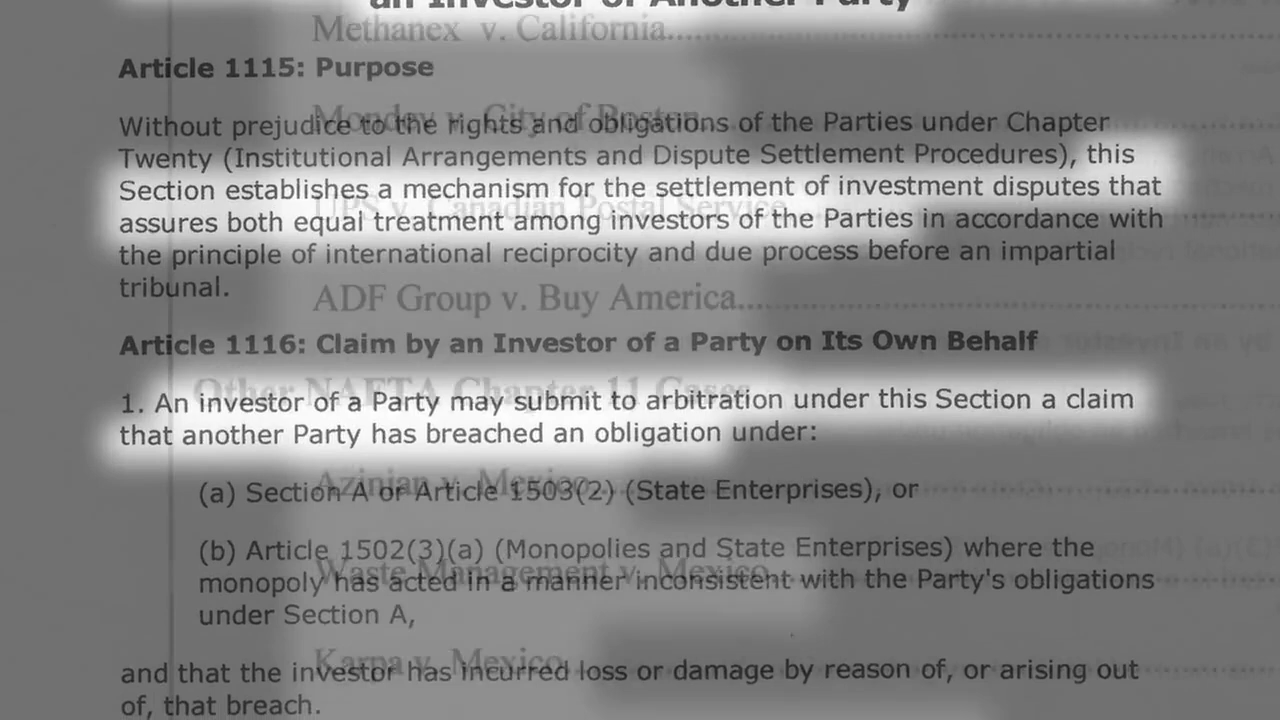 an Investor of Another Party
Methanex v. California
Article 1115: Purpose
Mondev v. City of Boston
Without prejudice to the rights and obligations of the Parties under Chapter
Twenty (Institutional Arrangements and Dispute Settlement Procedures), this
Section establishes a mechanism for the settlement of investment disputes that
UPS v. Canadian Postal Service
assures both equal treatment among investors of the Parties in accordance with
the principle of international reciprocity and due process before an impartial
tribunal.
ADF Group v. Buy America
Article 1116: Claim by an Investor of a Party on Its Own Behalf
Other NAFTA Chapter 11 Cases
1. An investor of a Party may submit to arbitration under this Section a claim
that another Party has breached an obligation under:
Azinian v. Mexico
(a) Section A or Article 1503(2) (State Enterprises), or
(b) Article 1502(3)(a) (Monopolies and State Enterprises) where the
Waste Management v. Mexico
monopoly has acted in a manner inconsistent with the Party's obligations
under Section A,
Karpa v. Mexico
and that the investor has incurred loss or damage by reason of, or arising out
of, that breach.